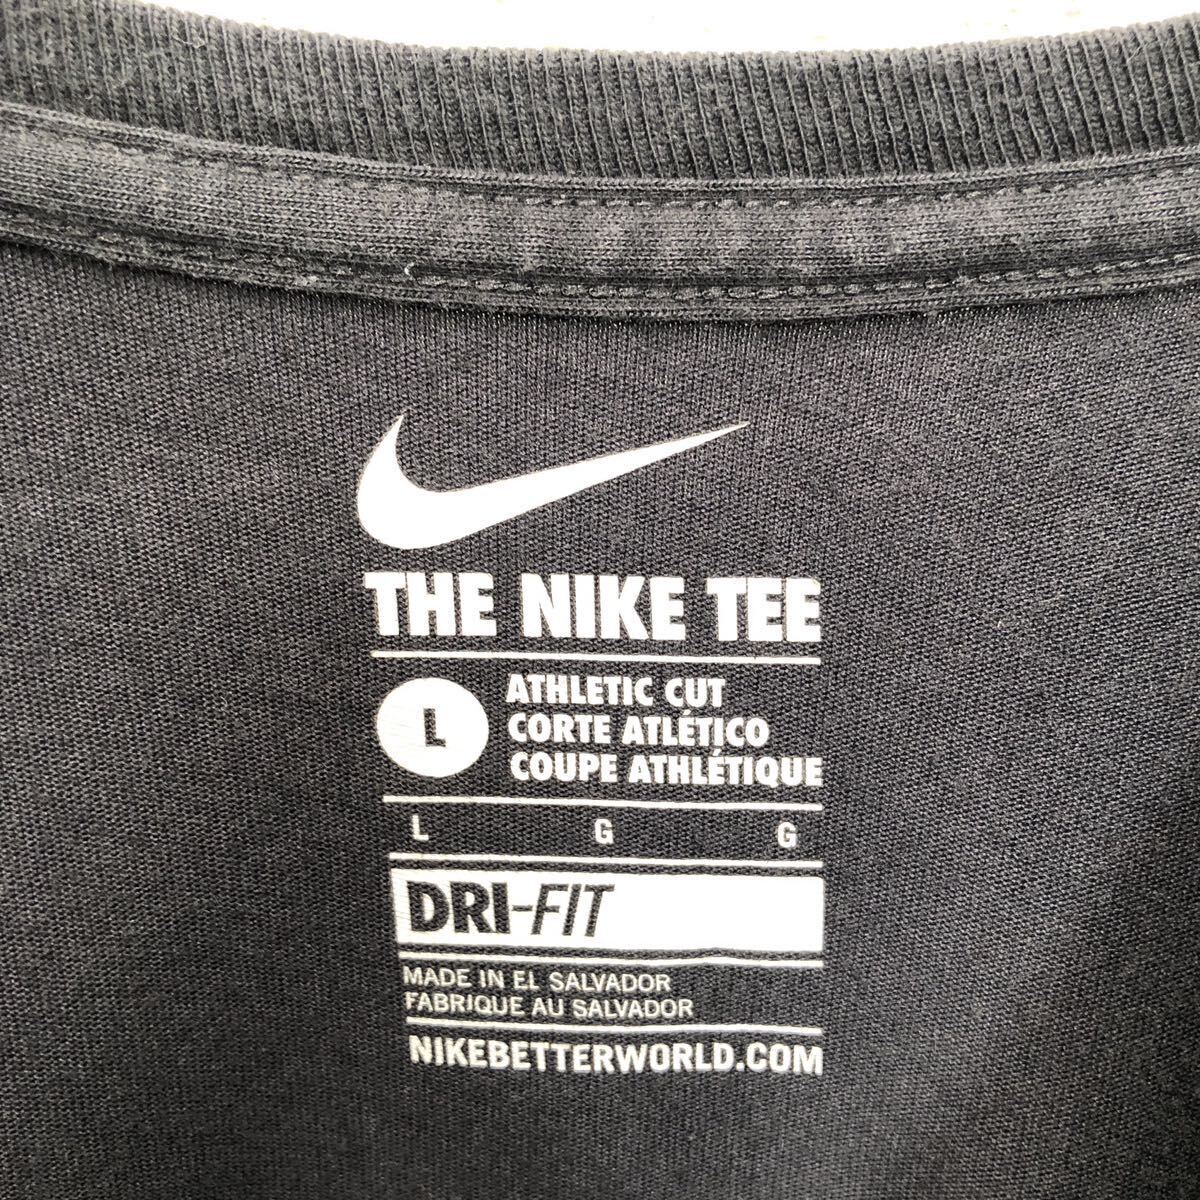 THE NIKE TEE
L
ATHLETIC CUT
CORTE ATLÉTICO
COUPE ATHLÉTIQUE
L G G
DRI-FIT
MADE IN EL SALVADOR
FABRIQUE AU SALVADOR
NIKEBETTERWORLD.COM